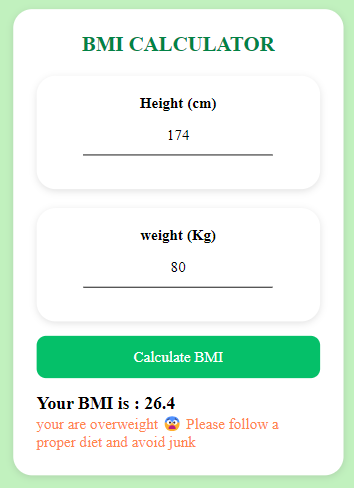 BMI CALCULATOR
Height (cm)
174
weight (Kg)
80
Calculate BMI
Your BMI is : 26.4
your are overweight 😨 Please follow a
proper diet and avoid junk